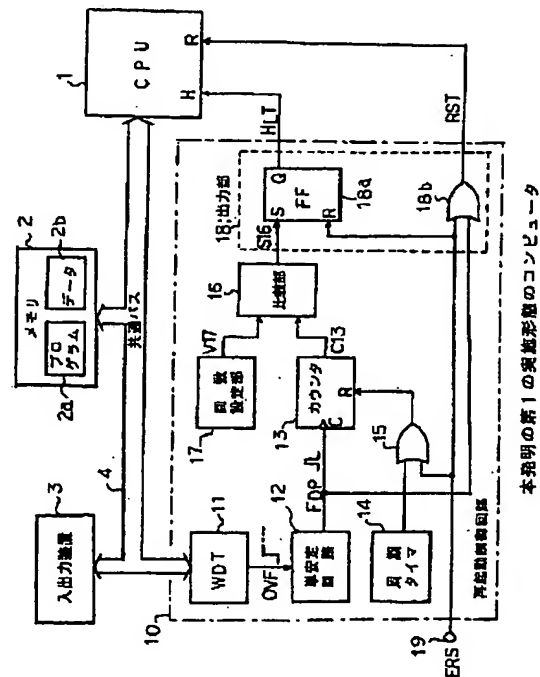 本発明の第1の実施形態のコンピュータ
3
入出力装置
2
メモリ
プログラム
2a
データ
2b
1
CPU
H
R
4
共通バス
10
WDT
11
OVF
単安定回路
12
FDP
周期タイマ
14
15
回数設定部
17
V17
カウンタ
13
C
R
C13
比較部
16
S16
18:出力部
S
Q
FF
R
18a
18b
HLT
RST
再起動制御回路
ERS
19